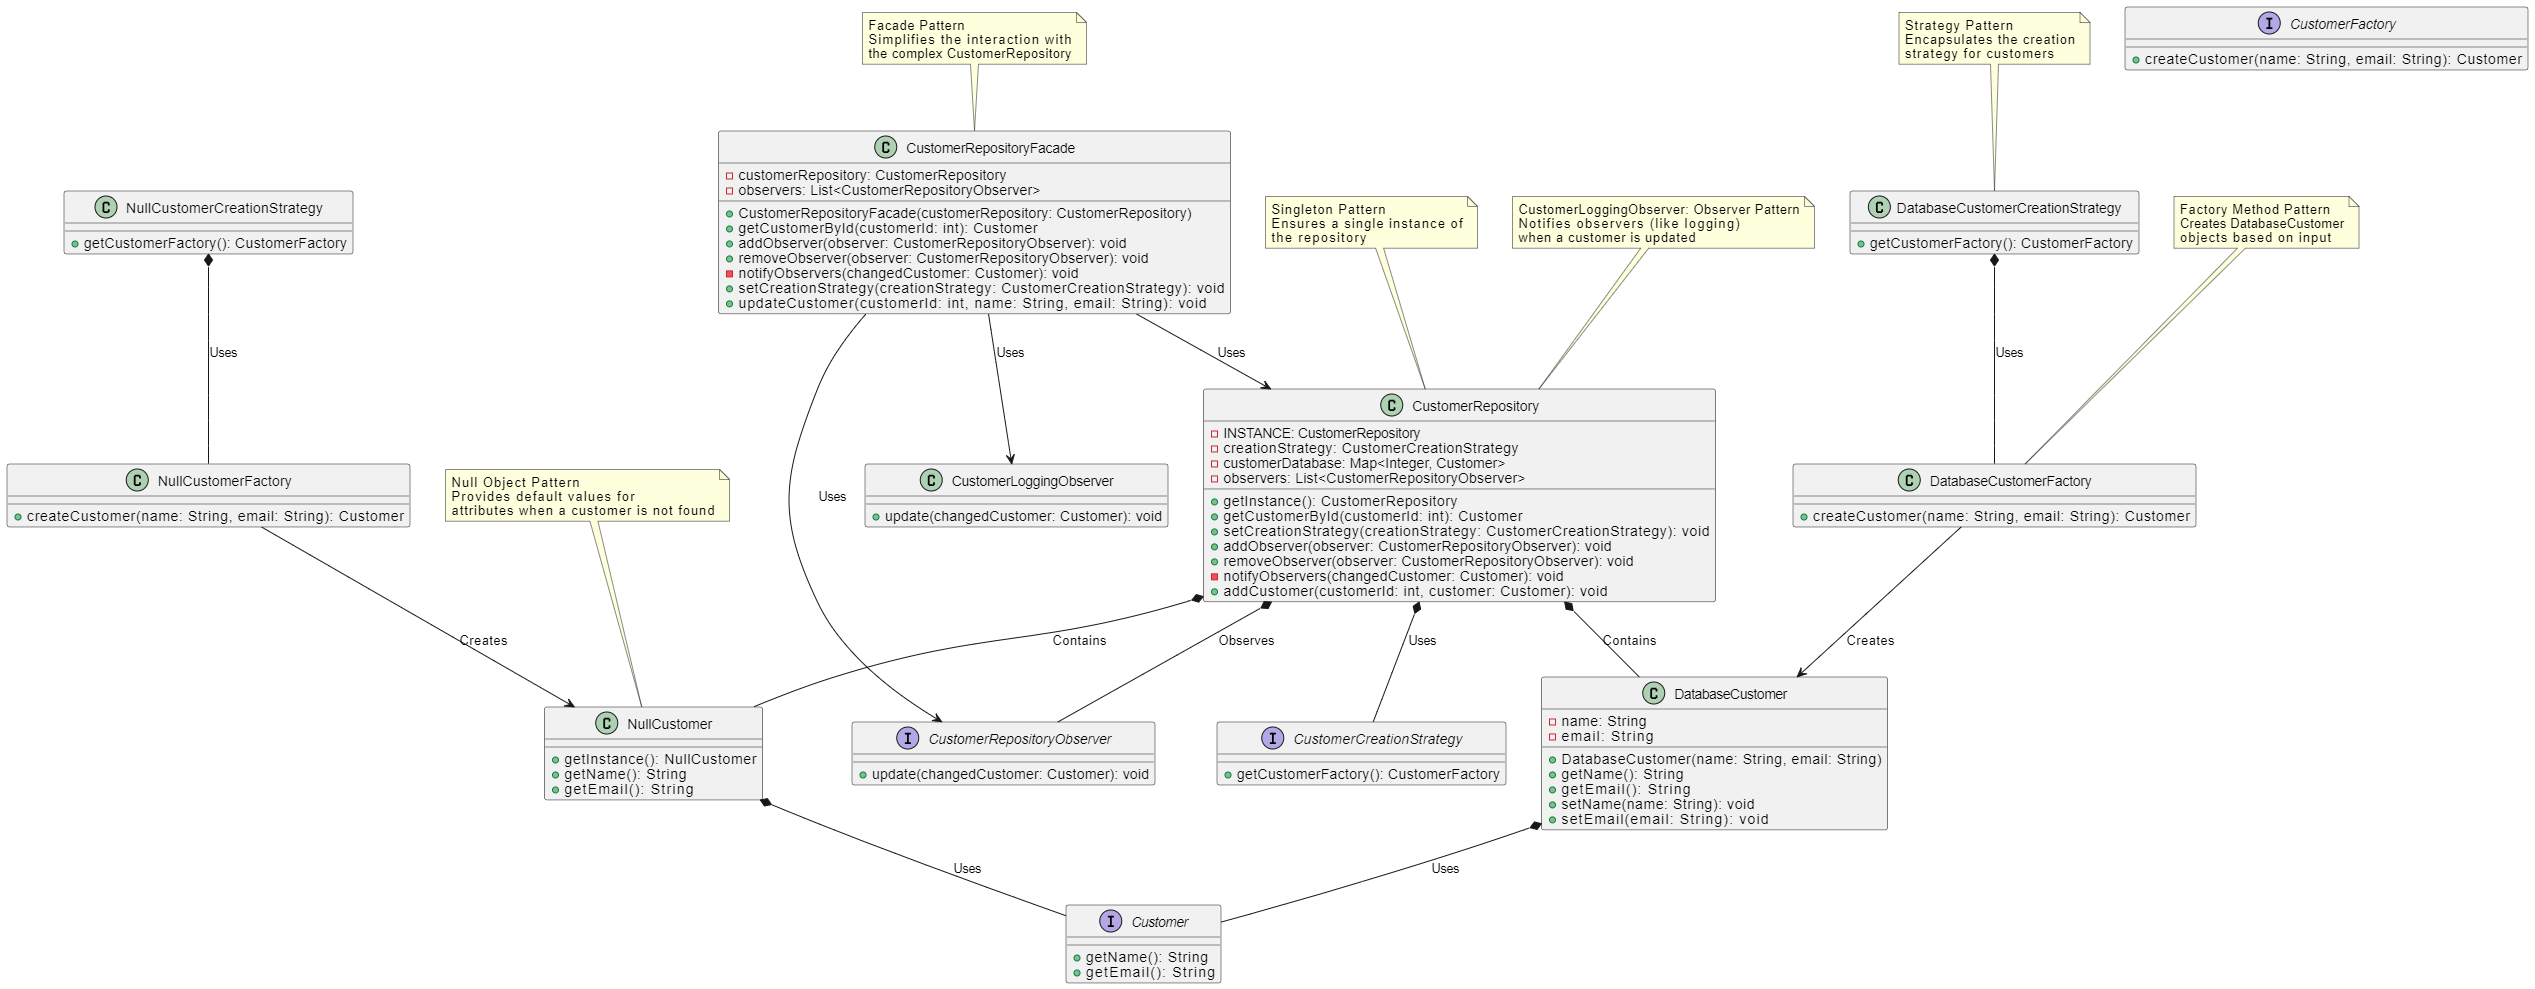 Facade Pattern
Simplifies the interaction with
the complex CustomerRepository
Strategy Pattern
Encapsulates the creation
strategy for customers
I CustomerFactory
createCustomer(name: String, email: String): Customer
C CustomerRepositoryFacade
customerRepository: CustomerRepository
observers: List<CustomerRepositoryObserver>
CustomerRepositoryFacade(customerRepository: CustomerRepository)
getCustomerById(customerId: int): Customer
addObserver(observer: CustomerRepositoryObserver): void
removeObserver(observer: CustomerRepositoryObserver): void
notifyObservers(changedCustomer: Customer): void
setCreationStrategy(creationStrategy: CustomerCreationStrategy): void
updateCustomer(customerId: int, name: String, email: String): void
C NullCustomerCreationStrategy
getCustomerFactory(): CustomerFactory
Singleton Pattern
Ensures a single instance of
the repository
CustomerLoggingObserver: Observer Pattern
Notifies observers (like logging)
when a customer is updated
C DatabaseCustomerCreationStrategy
getCustomerFactory(): CustomerFactory
Factory Method Pattern
Creates DatabaseCustomer
objects based on input
Uses
Uses
Uses
Uses
Uses
C NullCustomerFactory
createCustomer(name: String, email: String): Customer
Null Object Pattern
Provides default values for
attributes when a customer is not found
C CustomerLoggingObserver
update(changedCustomer: Customer): void
C CustomerRepository
INSTANCE: CustomerRepository
creationStrategy: CustomerCreationStrategy
customerDatabase: Map<Integer, Customer>
observers: List<CustomerRepositoryObserver>
getInstance(): CustomerRepository
getCustomerById(customerId: int): Customer
setCreationStrategy(creationStrategy: CustomerCreationStrategy): void
addObserver(observer: CustomerRepositoryObserver): void
removeObserver(observer: CustomerRepositoryObserver): void
notifyObservers(changedCustomer: Customer): void
addCustomer(customerId: int, customer: Customer): void
C DatabaseCustomerFactory
createCustomer(name: String, email: String): Customer
Creates
Contains
Observes
Uses
Contains
Creates
C NullCustomer
getInstance(): NullCustomer
getName(): String
getEmail(): String
I CustomerRepositoryObserver
update(changedCustomer: Customer): void
I CustomerCreationStrategy
getCustomerFactory(): CustomerFactory
C DatabaseCustomer
name: String
email: String
DatabaseCustomer(name: String, email: String)
getName(): String
getEmail(): String
setName(name: String): void
setEmail(email: String): void
Uses
Uses
I Customer
getName(): String
getEmail(): String